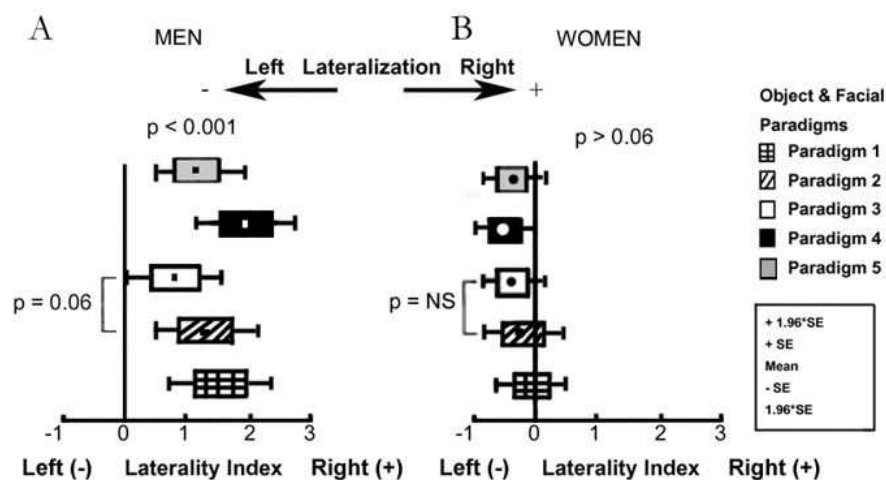 A
MEN
B
WOMEN
Left Lateralization Right
- +
p < 0.001
p > 0.06
Object & Facial
Paradigms
Paradigm 1
Paradigm 2
Paradigm 3
Paradigm 4
Paradigm 5
p = 0.06
p = NS
+ 1.96*SE
+ SE
Mean
- SE
1.96*SE
-1 0 1 2 3
-1 0 1 2 3
Left (-) Laterality Index Right (+)
Left (-) Laterality Index Right (+)